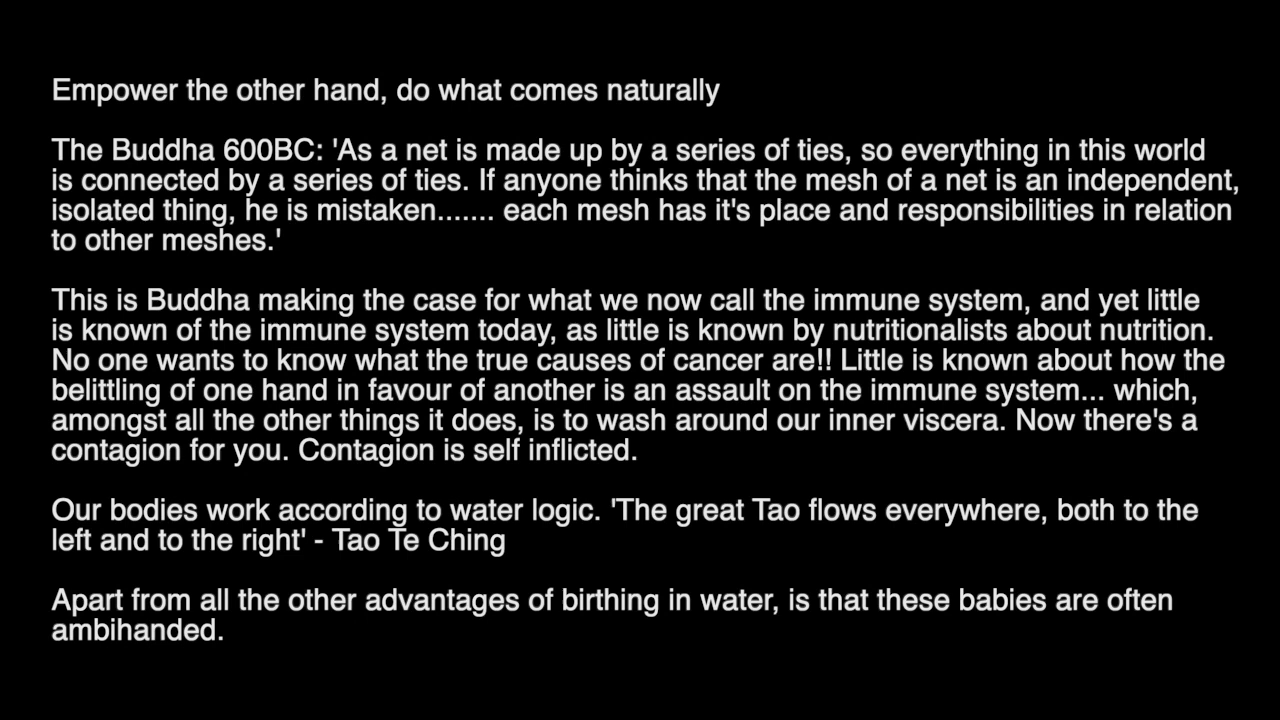 Empower the other hand, do what comes naturally
The Buddha 600BC: 'As a net is made up by a series of ties, so everything in this world
is connected by a series of ties. If anyone thinks that the mesh of a net is an independent,
isolated thing, he is mistaken....... each mesh has it's place and responsibilities in relation
to other meshes.'
This is Buddha making the case for what we now call the immune system, and yet little
is known of the immune system today, as little is known by nutritionalists about nutrition.
No one wants to know what the true causes of cancer are!! Little is known about how the
belittling of one hand in favour of another is an assault on the immune system... which,
amongst all the other things it does, is to wash around our inner viscera. Now there's a
contagion for you. Contagion is self inflicted.
Our bodies work according to water logic. 'The great Tao flows everywhere, both to the
left and to the right' - Tao Te Ching
Apart from all the other advantages of birthing in water, is that these babies are often
ambihanded.